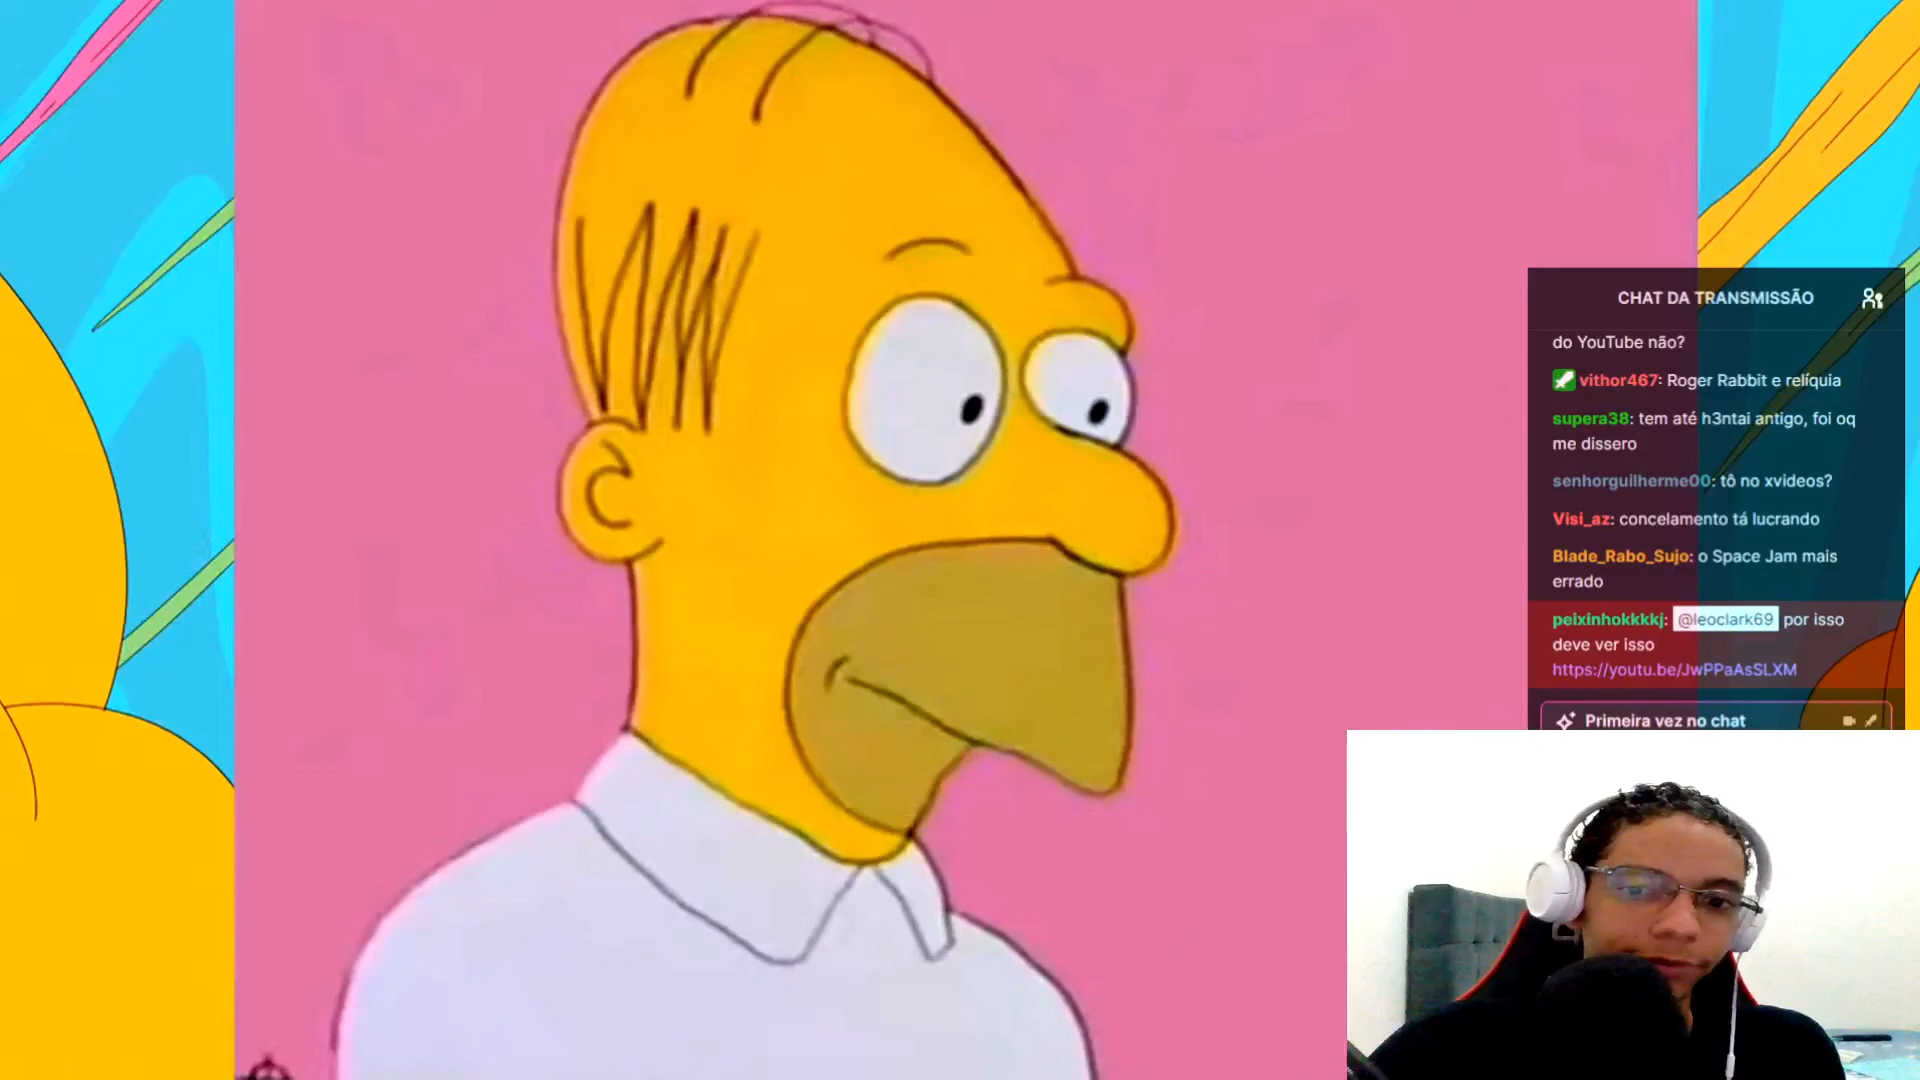 CHAT DA TRANSMISSÃO
do YouTube não?
vithor467: Roger Rabbit e relíquia
supera38: tem até h3ntai antigo, foi oq
me dissero
senhorguilherme00: tô no xvideos?
Visi_az: concelamento tá lucrando
Blade_Rabo_Sujo: o Space Jam mais
errado
peixinhokkkkj: @leoclark69 por isso
deve ver isso
https://youtu.be/JwPPaAsSLXM
Primeira vez no chat